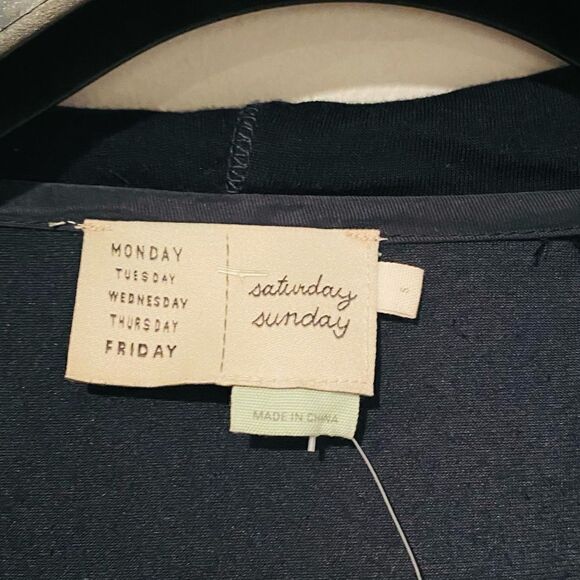 MONDAY
TUESDAY
WEDNESDAY
THURSDAY
FRIDAY
saturday
sunday
S
MADE IN CHINA